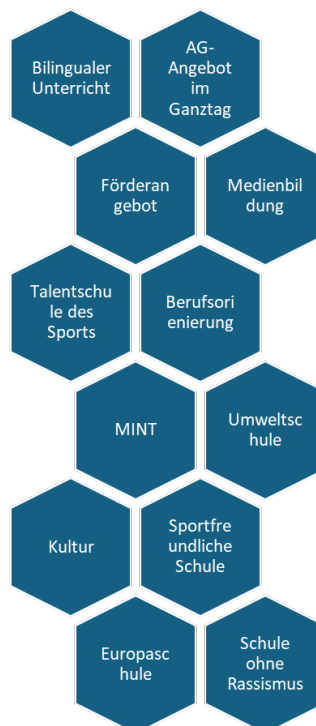 Bilingualer
Unterricht
AG-
Angebot
im
Ganztag
Förderan
gebot
Medienbil
dung
Talentschu
le des
Sports
Berufsori
enierung
MINT
Umweltsc
hule
Kultur
Sportfre
undliche
Schule
Europasc
hule
Schule
ohne
Rassismus